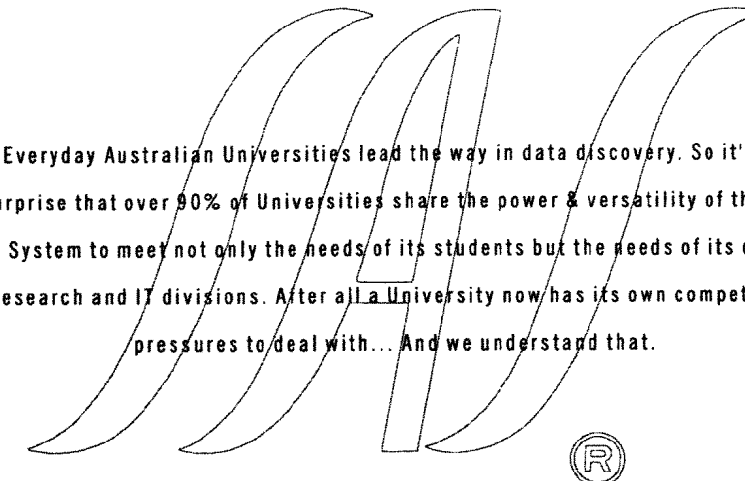 Everyday Australian Universities lead the way in data discovery. So it'
urprise that over 90% of Universities share the power & versatility of th
System to meet not only the needs of its students but the needs of its
esearch and IT divisions. After all a University now has its own compet
pressures to deal with... And we understand that.
SAS
®